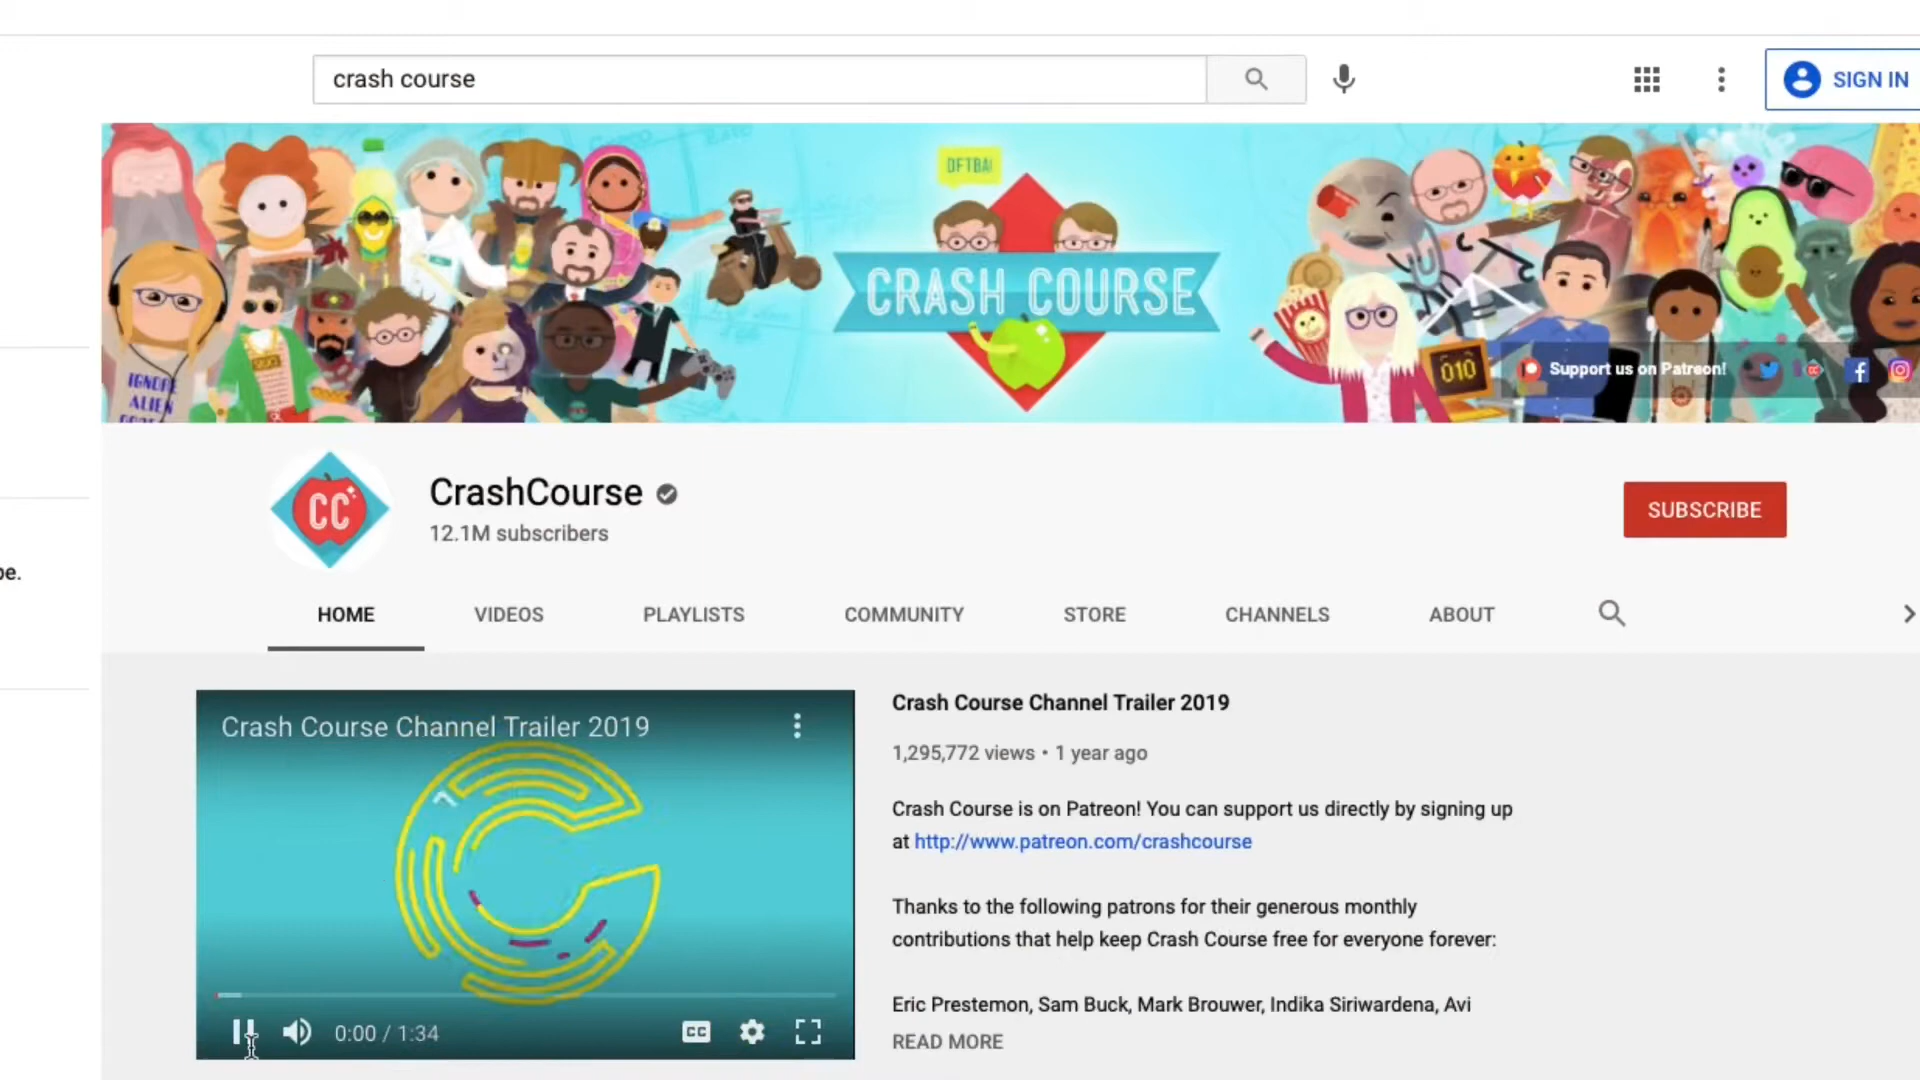 crash course
SIGN IN
DFTBA!
CRASH COURSE
IGNORE
ALIEN
010
Support us on Patreon!
CC
CrashCourse
12.1M subscribers
SUBSCRIBE
be.
HOME
VIDEOS
PLAYLISTS
COMMUNITY
STORE
CHANNELS
ABOUT
Crash Course Channel Trailer 2019
0:00 / 1:34
CC
Crash Course Channel Trailer 2019
1,295,772 views • 1 year ago
Crash Course is on Patreon! You can support us directly by signing up
at http://www.patreon.com/crashcourse
Thanks to the following patrons for their generous monthly
contributions that help keep Crash Course free for everyone forever:
Eric Prestemon, Sam Buck, Mark Brouwer, Indika Siriwardena, Avi
READ MORE